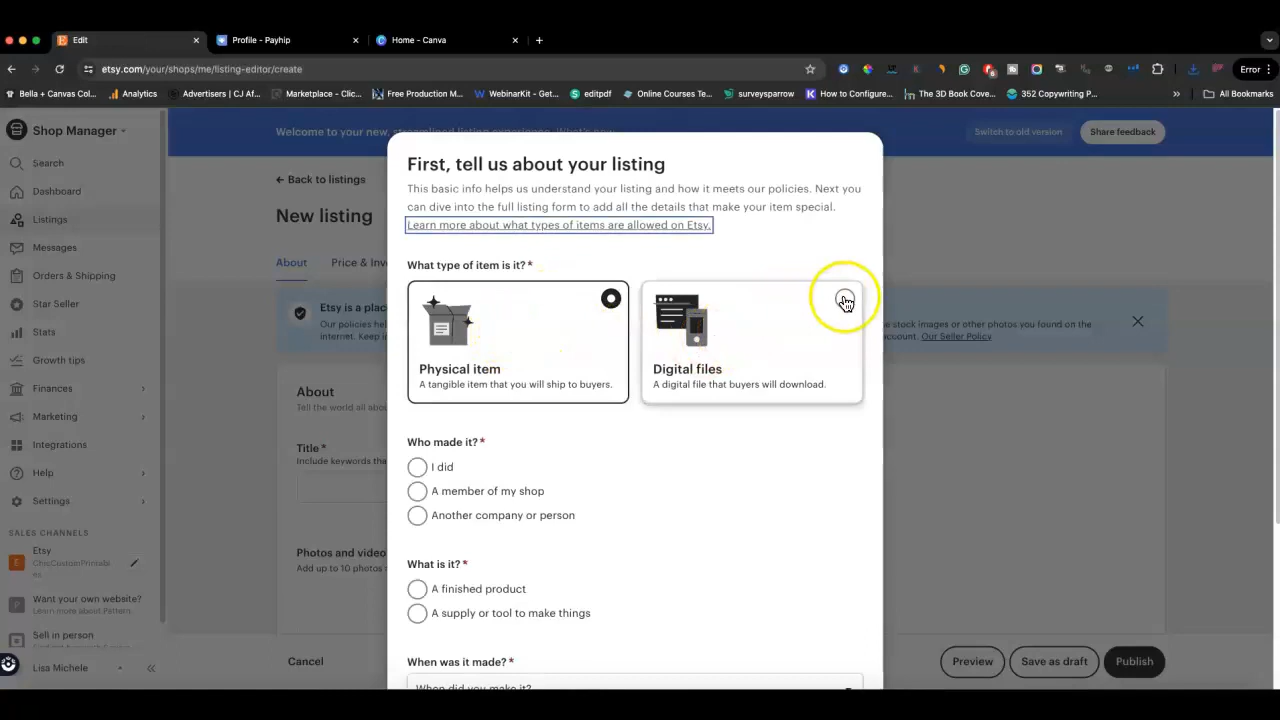 Edit
Profile - Payhip
Home - Canva
etsy.com/your/shops/me/listing-editor/create
Error
Bella + Canvas Col...
Analytics
Advertisers | CJ Af...
Marketplace - Clic...
Free Production M...
WebinarKit - Get...
editpdf
Online Courses Te...
surveysparrow
How to Configure...
The 3D Book Cove...
352 Copywriting P...
All Bookmarks
Shop Manager
Search
Dashboard
Listings
Messages
Orders & Shipping
Star Seller
Stats
Growth tips
Finances
Marketing
Integrations
Help
Settings
SALES CHANNELS
Etsy
ChicCustomPrintabl
es
Want your own website?
Learn more about Pattern.
Sell in person
Lisa Michele
Welcome to your new, streamlined listing experience. What's new
Switch to old version
Share feedback
Back to listings
New listing
About
Price & Inv
Etsy is a plac
Our policies hel
internet. Keep i
e stock images or other photos you found on the
account. Our Seller Policy
About
Tell the world all abou
Title *
Include keywords tha
Photos and video
Add up to 10 photos
Cancel
Preview
Save as draft
Publish
First, tell us about your listing
This basic info helps us understand your listing and how it meets our policies. Next you
can dive into the full listing form to add all the details that make your item special.
Learn more about what types of items are allowed on Etsy.
What type of item is it? *
Physical item
A tangible item that you will ship to buyers.
Digital files
A digital file that buyers will download.
Who made it? *
I did
A member of my shop
Another company or person
What is it? *
A finished product
A supply or tool to make things
When was it made? *
When did you make it?